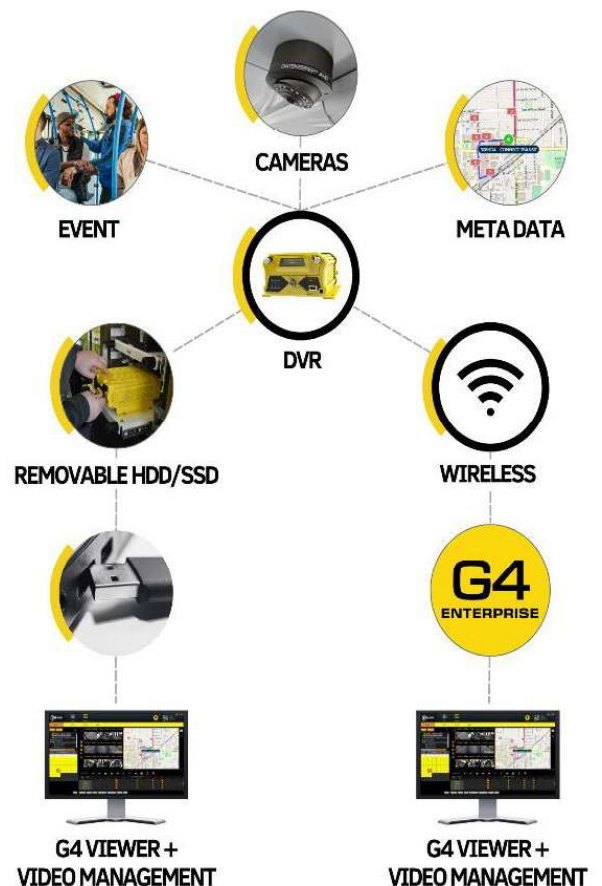 CAMERAS
EVENT
META DATA
DVR
REMOVABLE HDD/SSD
WIRELESS
G4
ENTERPRISE
G4 VIEWER +
VIDEO MANAGEMENT
G4 VIEWER +
VIDEO MANAGEMENT